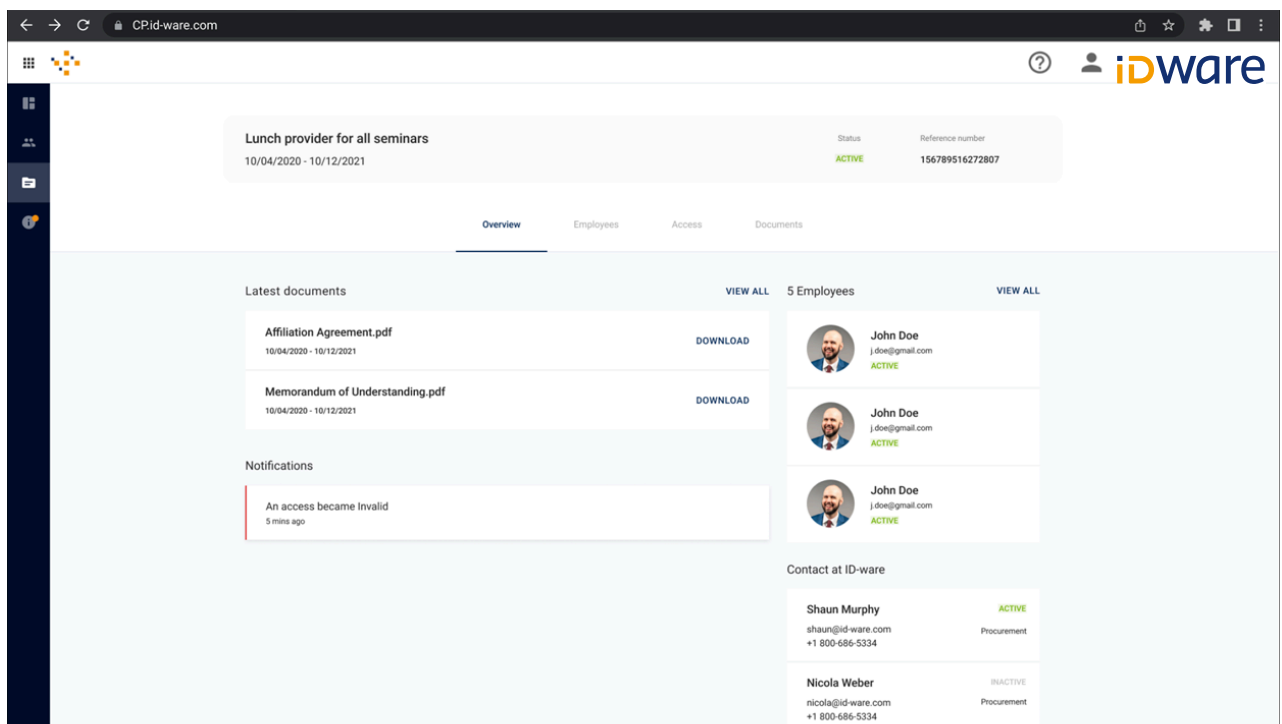 CP.id-ware.com
iDware
Lunch provider for all seminars
10/04/2020 - 10/12/2021
Status
ACTIVE
Reference number
156789516272807
Overview
Employees
Access
Documents
Latest documents
VIEW ALL
Affiliation Agreement.pdf
10/04/2020 - 10/12/2021
DOWNLOAD
Memorandum of Understanding.pdf
10/04/2020 - 10/12/2021
DOWNLOAD
Notifications
An access became Invalid
5 mins ago
5 Employees
VIEW ALL
John Doe
j.doe@gmail.com
ACTIVE
John Doe
j.doe@gmail.com
ACTIVE
John Doe
j.doe@gmail.com
ACTIVE
Contact at ID-ware
Shaun Murphy
ACTIVE
shaun@id-ware.com
Procurement
+1 800-686-5334
Nicola Weber
INACTIVE
nicola@id-ware.com
Procurement
+1 800-686-5334